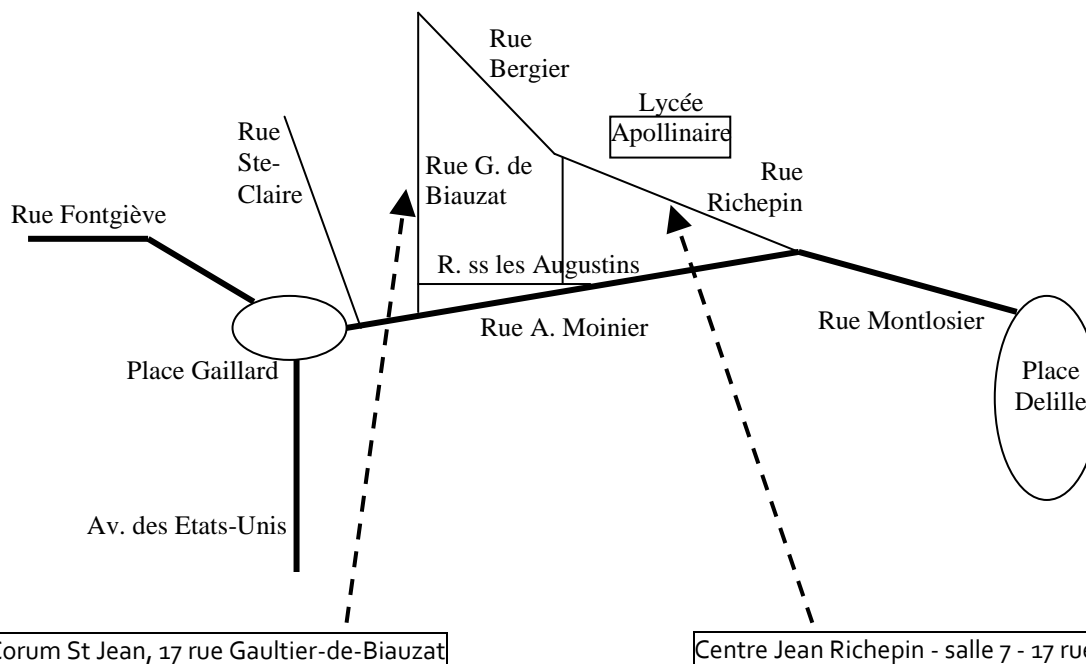 Rue
Bergier
Lycée
Apollinaire
Rue
Ste-
Claire
Rue G. de
Biauzat
Rue
Richepin
Rue Fontgiève
R. ss les Augustins
Rue A. Moinier
Rue Montlosier
Place Gaillard
Place
Delille
Av. des Etats-Unis
Corum St Jean, 17 rue Gaultier-de-Biauzat
Centre Jean Richepin - salle 7 - 17 rue